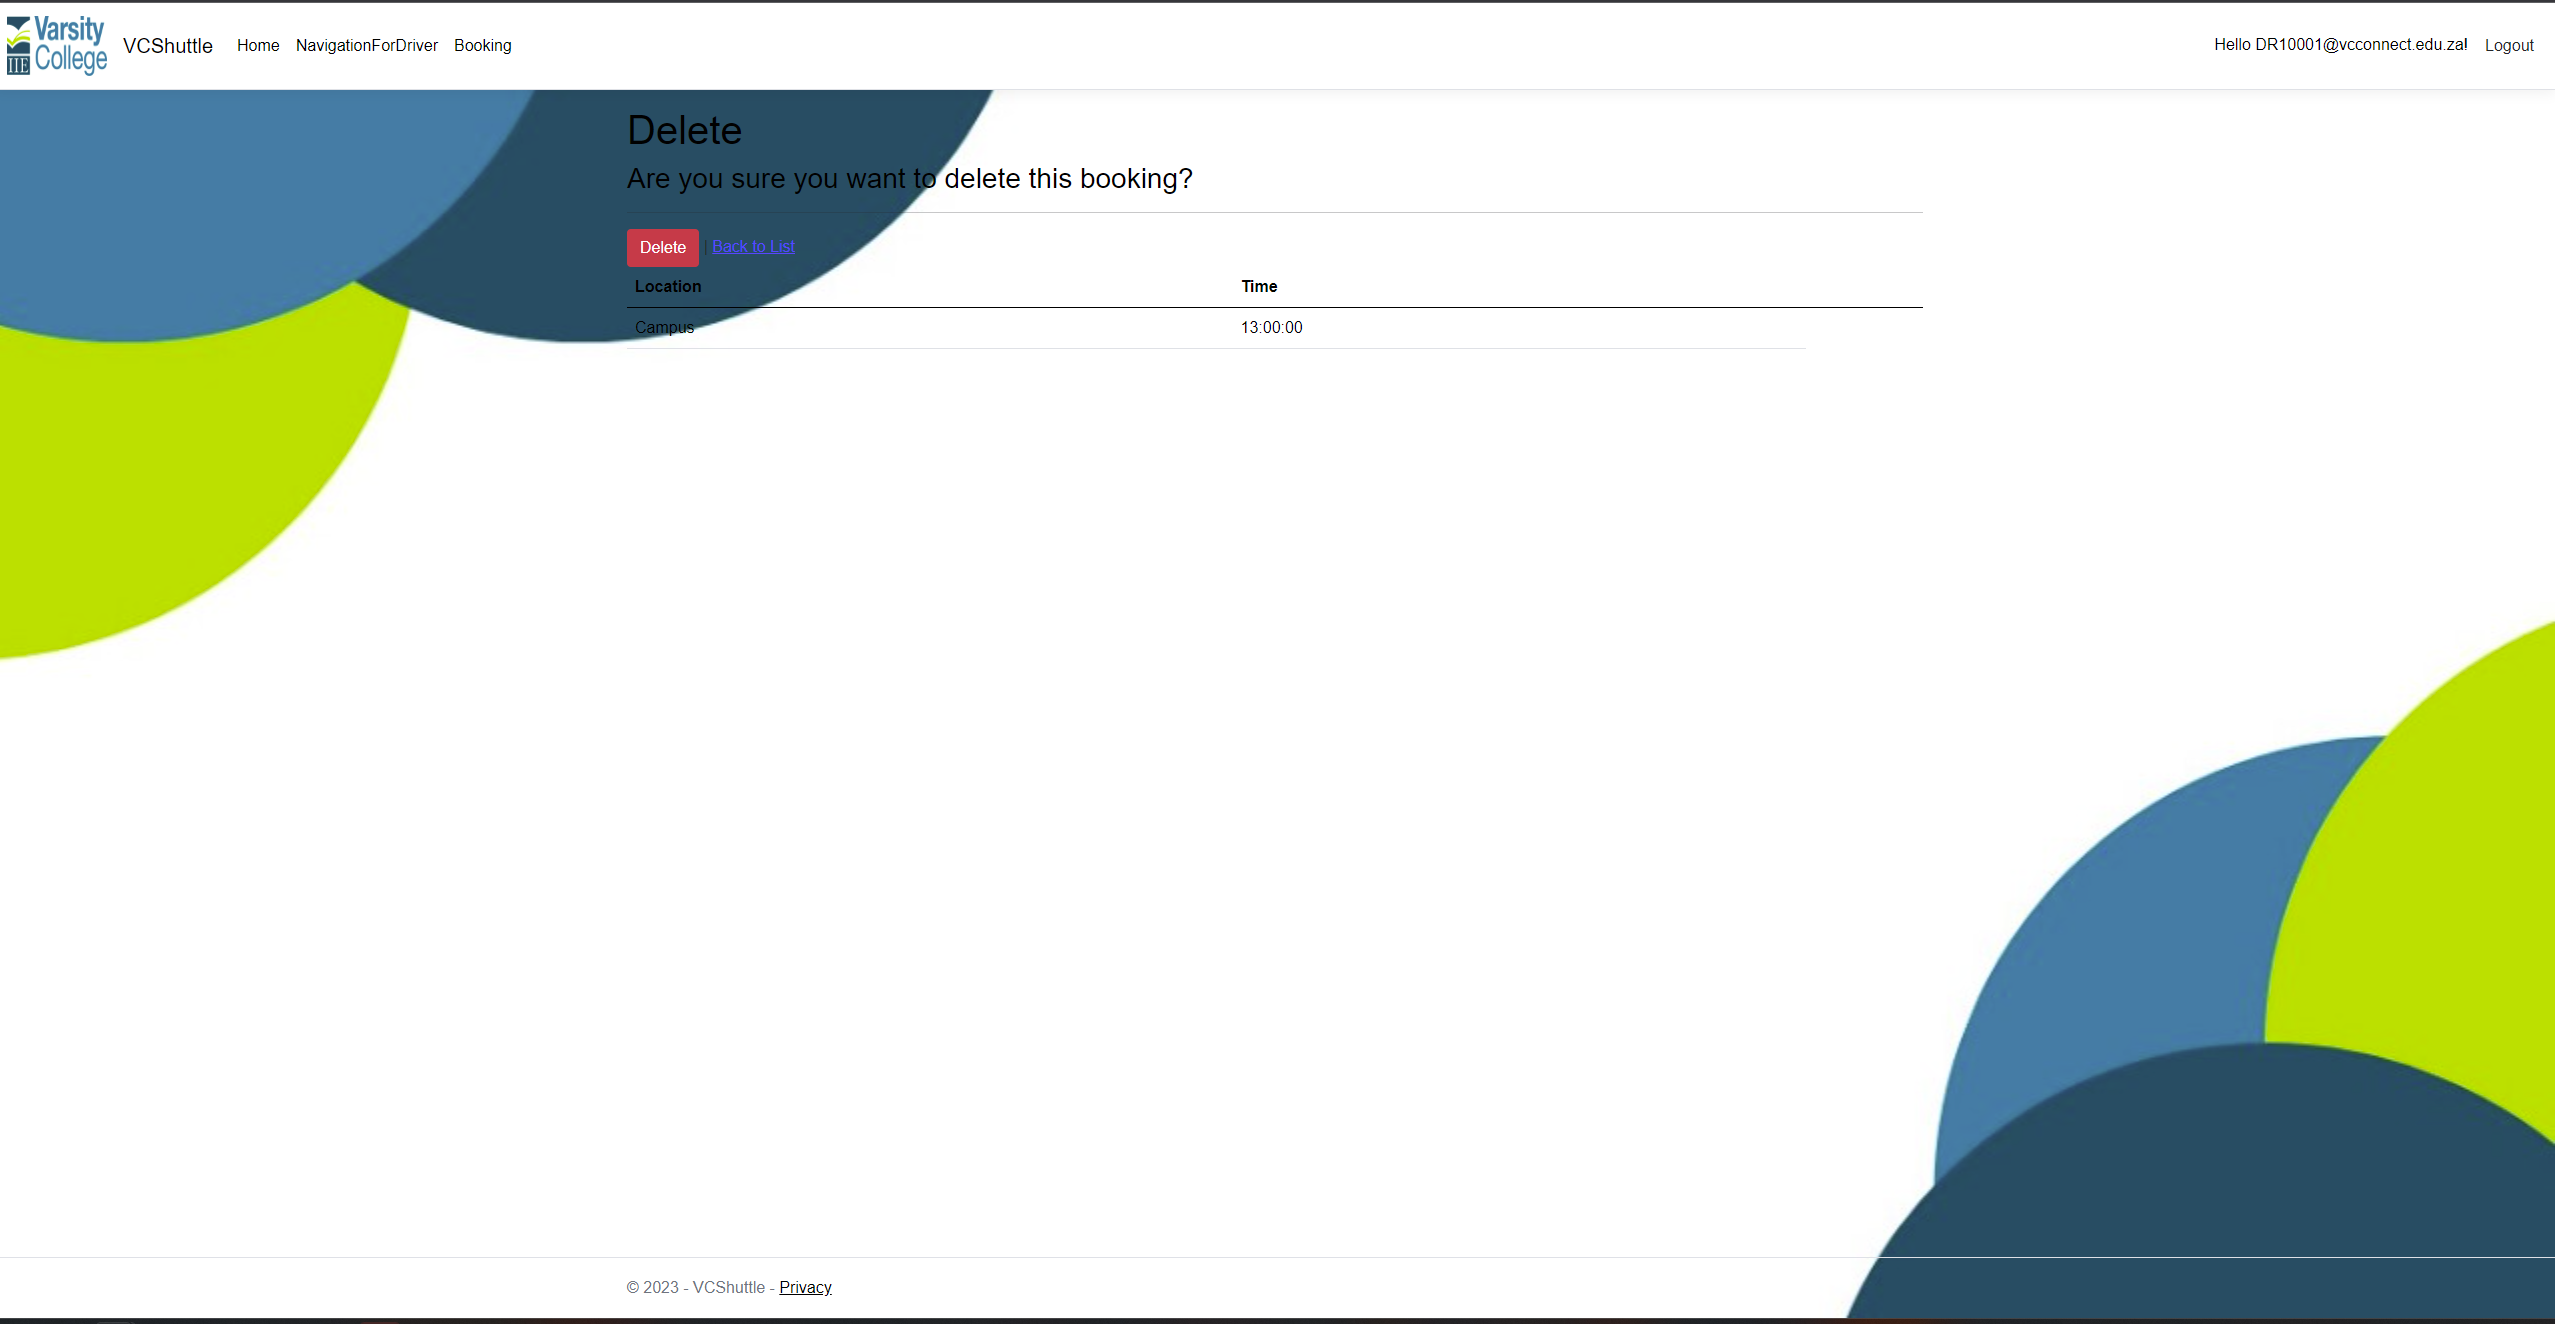 Varsity College
IIE
VCShuttle Home NavigationForDriver Booking Hello DR10001@vcconnect.edu.za! Logout
Delete
Are you sure you want to delete this booking?
Delete | Back to List
Location Time
Campus 13:00:00
© 2023 - VCShuttle - Privacy